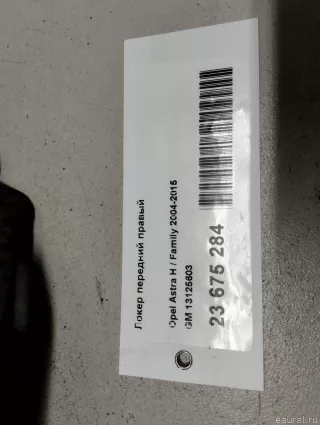 Локер передний правый
Opel Astra H / Family 2004-2015
GM 13125603
23 675 284
eaural.ru